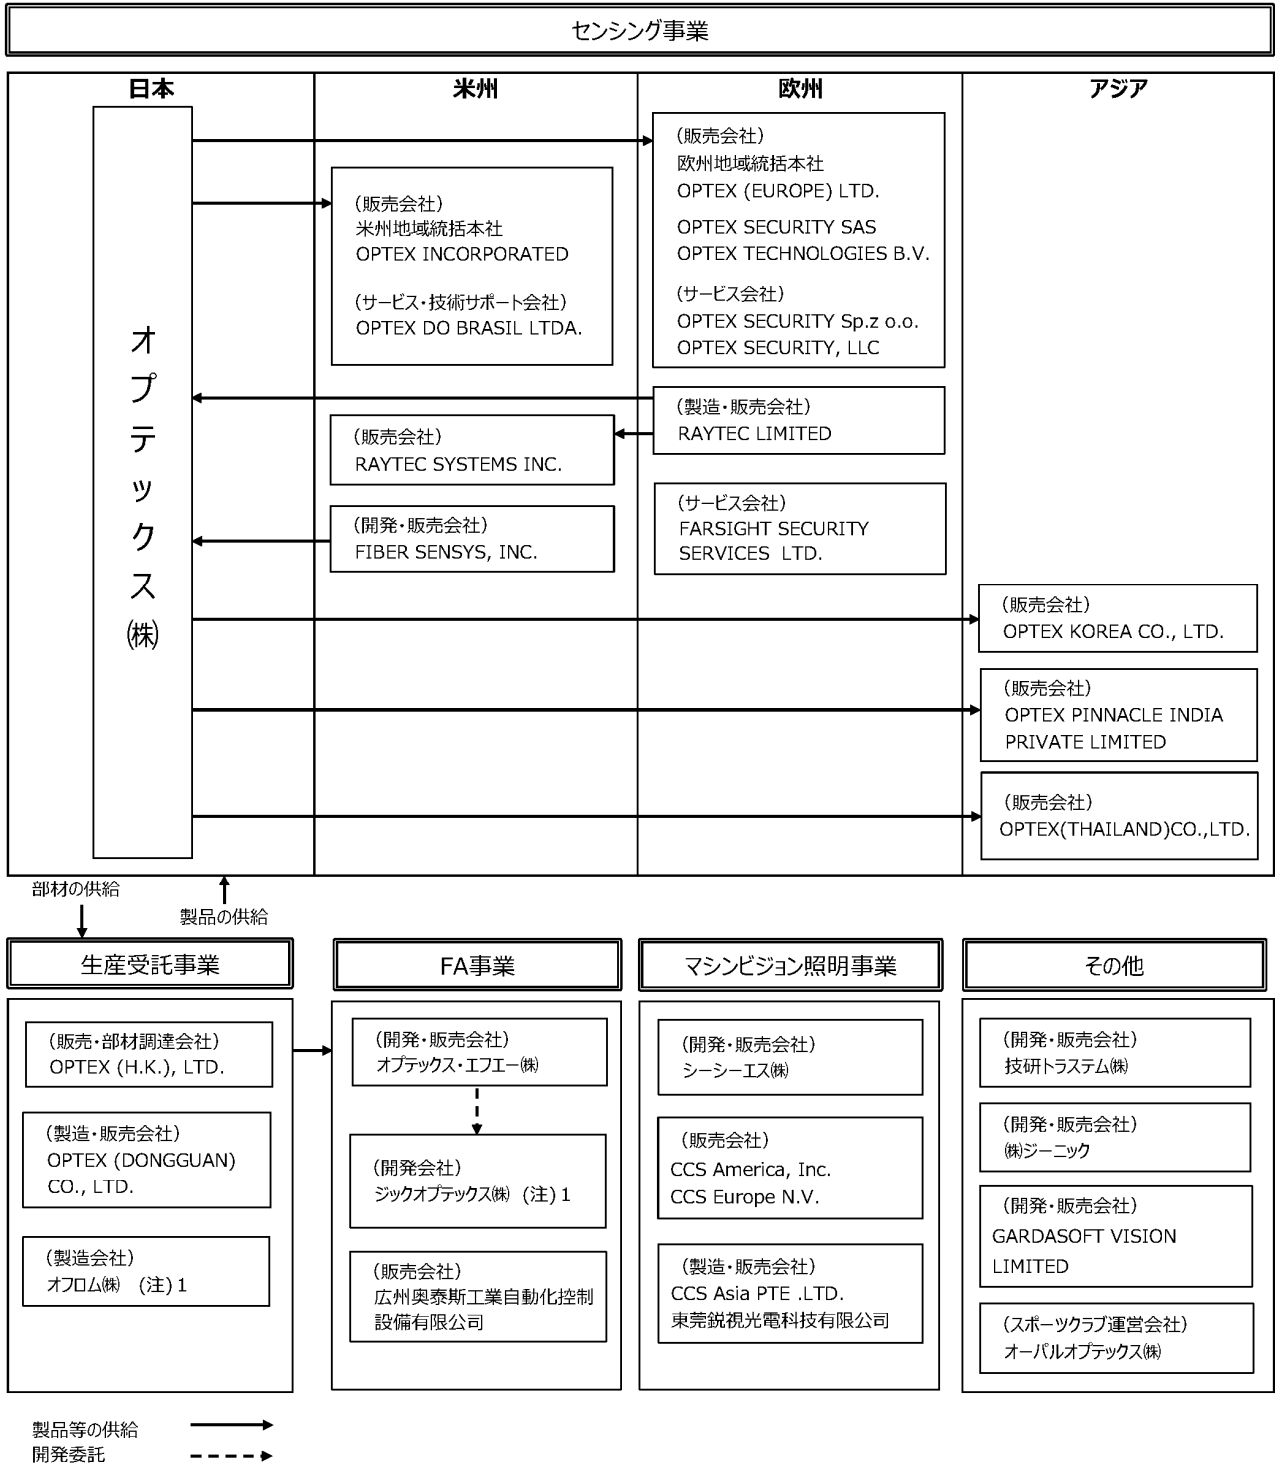 センシング事業
日本
米州
欧州
アジア
オプテックス㈱
(販売会社)
米州地域統括本社
OPTEX INCORPORATED
(サービス・技術サポート会社)
OPTEX DO BRASIL LTDA.
(販売会社)
RAYTEC SYSTEMS INC.
(開発・販売会社)
FIBER SENSYS, INC.
(販売会社)
欧州地域統括本社
OPTEX (EUROPE) LTD.
OPTEX SECURITY SAS
OPTEX TECHNOLOGIES B.V.
(サービス会社)
OPTEX SECURITY Sp.z o.o.
OPTEX SECURITY, LLC
(製造・販売会社)
RAYTEC LIMITED
(サービス会社)
FARSIGHT SECURITY
SERVICES LTD.
(販売会社)
OPTEX KOREA CO., LTD.
(販売会社)
OPTEX PINNACLE INDIA
PRIVATE LIMITED
(販売会社)
OPTEX(THAILAND)CO.,LTD.
部材の供給
製品の供給
生産受託事業
(販売・部材調達会社)
OPTEX (H.K.), LTD.
(製造・販売会社)
OPTEX (DONGGUAN)
CO., LTD.
(製造会社)
オフロム㈱ (注)1
FA事業
(開発・販売会社)
オプテックス・エフエー㈱
(開発会社)
ジックオプテックス㈱ (注)1
(販売会社)
広州奥泰斯工業自動化控制
設備有限公司
マシンビジョン照明事業
(開発・販売会社)
シーシーエス㈱
(販売会社)
CCS America, Inc.
CCS Europe N.V.
(製造・販売会社)
CCS Asia PTE .LTD.
東莞鋭視光電科技有限公司
その他
(開発・販売会社)
技研トラステム㈱
(開発・販売会社)
㈱ジーニック
(開発・販売会社)
GARDASOFT VISION
LIMITED
(スポーツクラブ運営会社)
オーパルオプテックス㈱
製品等の供給
開発委託